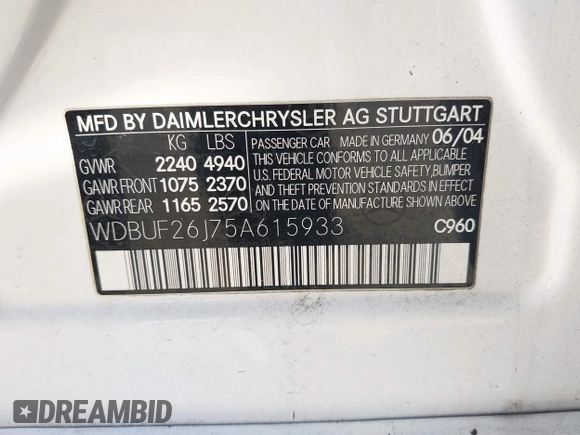 MFD BY DAIMLERCHRYSLER AG STUTTGART
KG LBS
GVWR 2240 4940
GAWR FRONT 1075 2370
GAWR REAR 1165 2570
PASSENGER CAR MADE IN GERMANY 06/04
THIS VEHICLE CONFORMS TO ALL APPLICABLE
U.S. FEDERAL MOTOR VEHICLE SAFETY,BUMPER
AND THEFT PREVENTION STANDARDS IN EFFECT
ON THE DATE OF MANUFACTURE SHOWN ABOVE
WDBUF26J75A615933 C960
DREAMBID